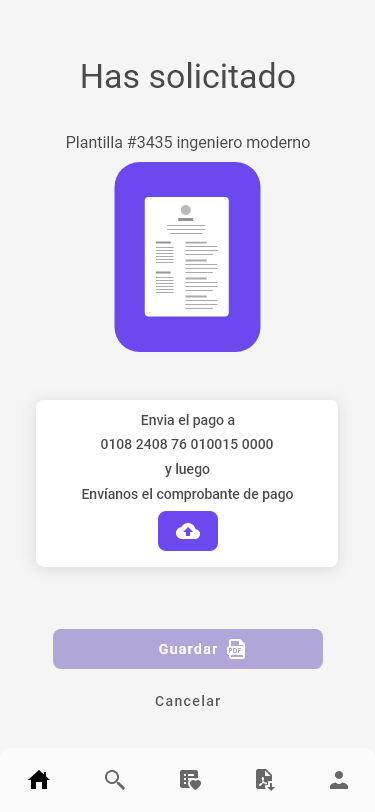 Has solicitado
Plantilla #3435 ingeniero moderno
Envia el pago a
0108 2408 76 010015 0000
y luego
Envíanos el comprobante de pago
Guardar PDF
Cancelar